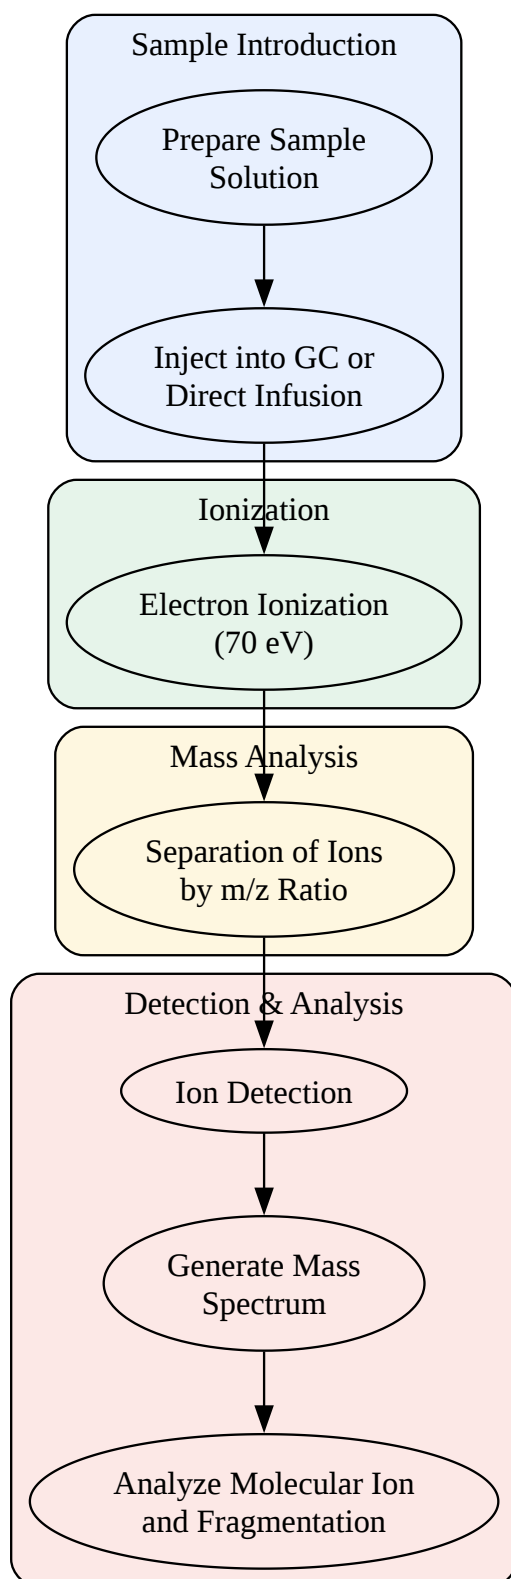 Sample Introduction
Prepare Sample
Solution
Inject into GC or
Direct Infusion
Ionization
Electron Ionization
(70 eV)
Mass Analysis
Separation of Ions
by m/z Ratio
Detection & Analysis
Ion Detection
Generate Mass
Spectrum
Analyze Molecular Ion
and Fragmentation